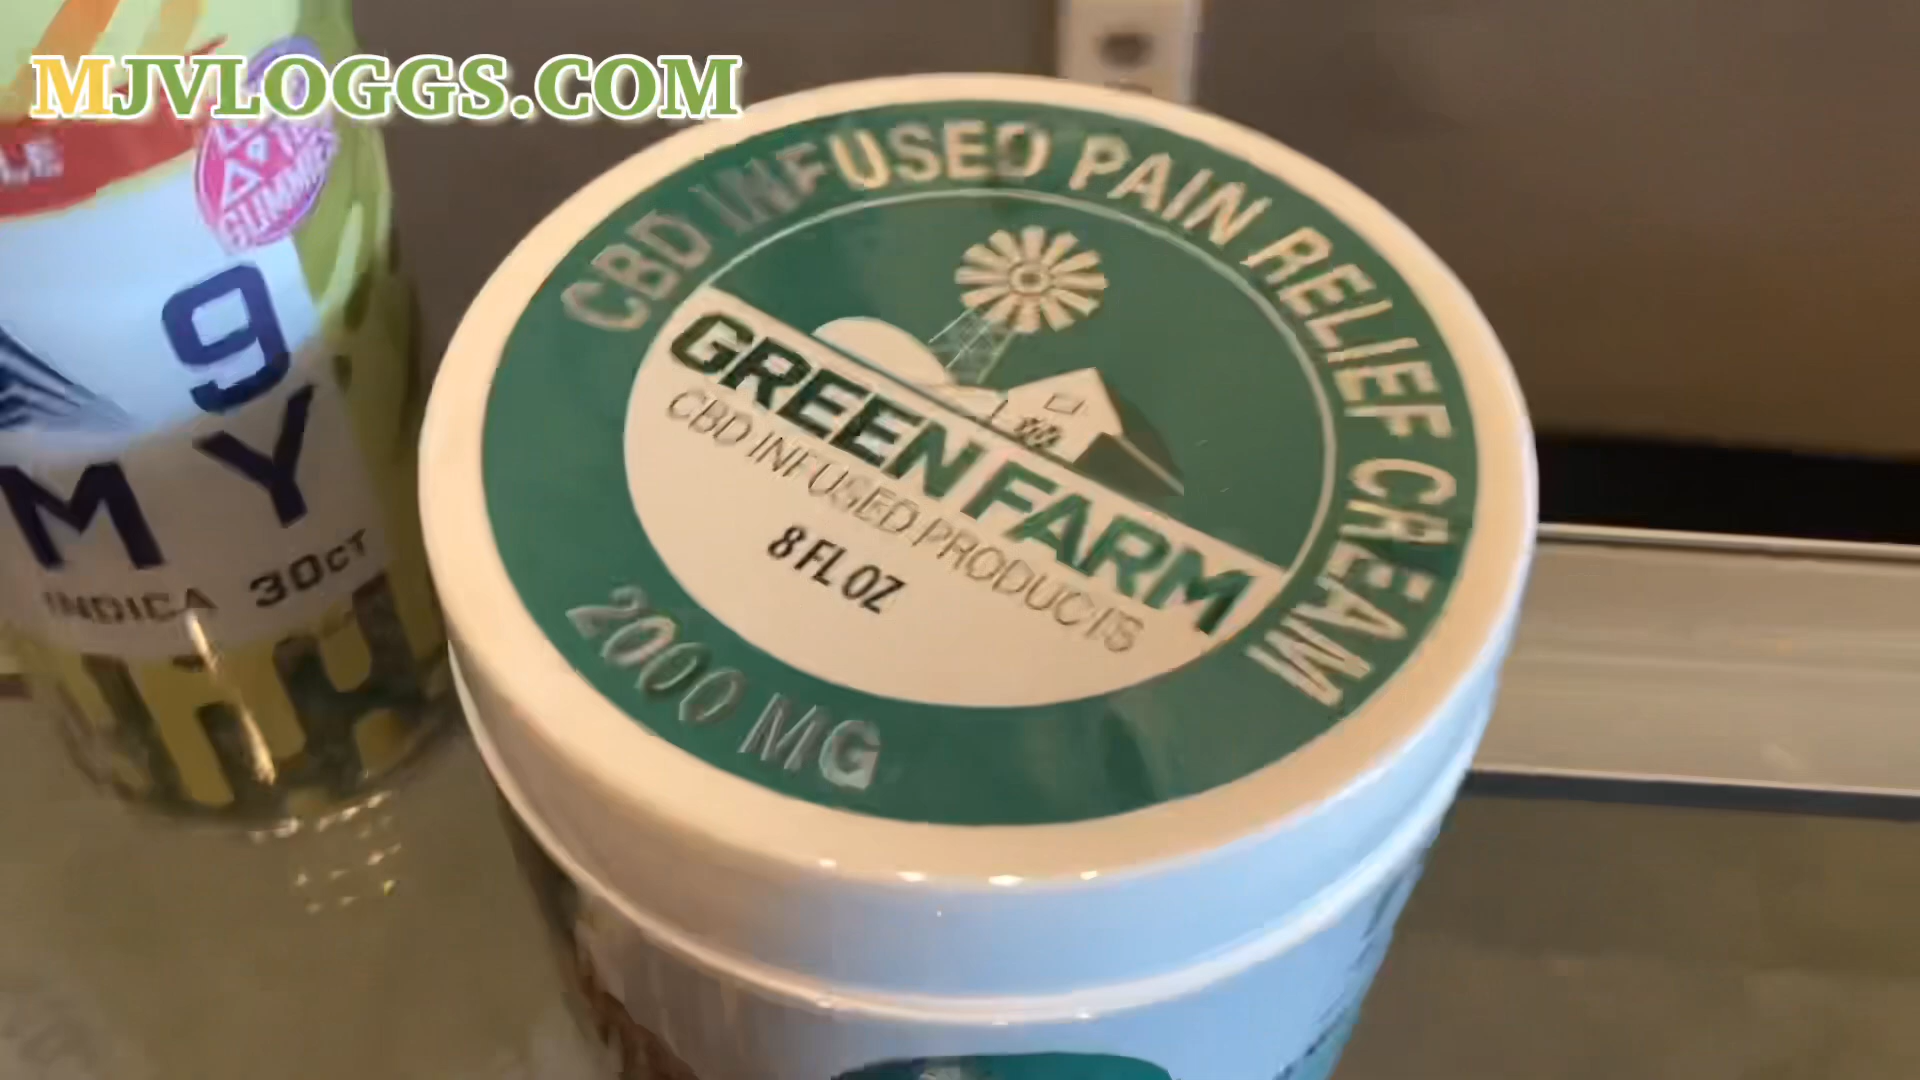 MJVLOGGS.COM
CBD INFUSED PAIN RELIEF CREAM
GREEN FARM
CBD INFUSED PRODUCTS
8 FL OZ
2000 MG
9
MY
INDICA 30CT